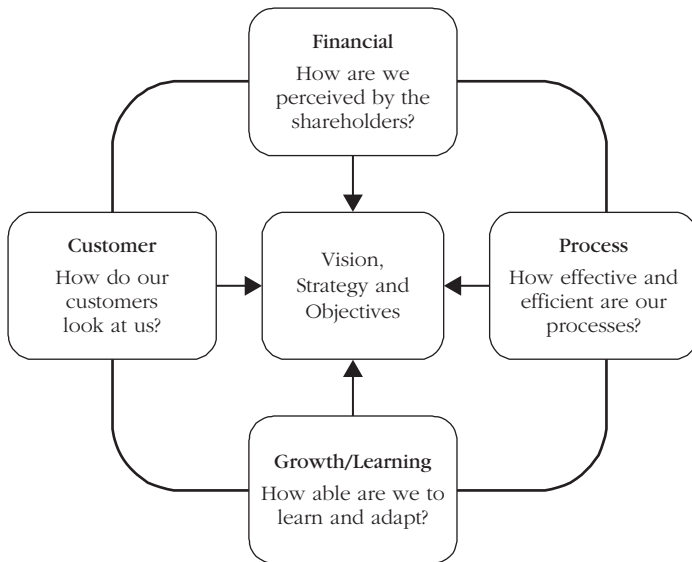 Financial
How are we
perceived by the
shareholders?
Customer
How do our
customers
look at us?
Vision,
Strategy and
Objectives
Process
How effective and
efficient are our
processes?
Growth/Learning
How able are we to
learn and adapt?